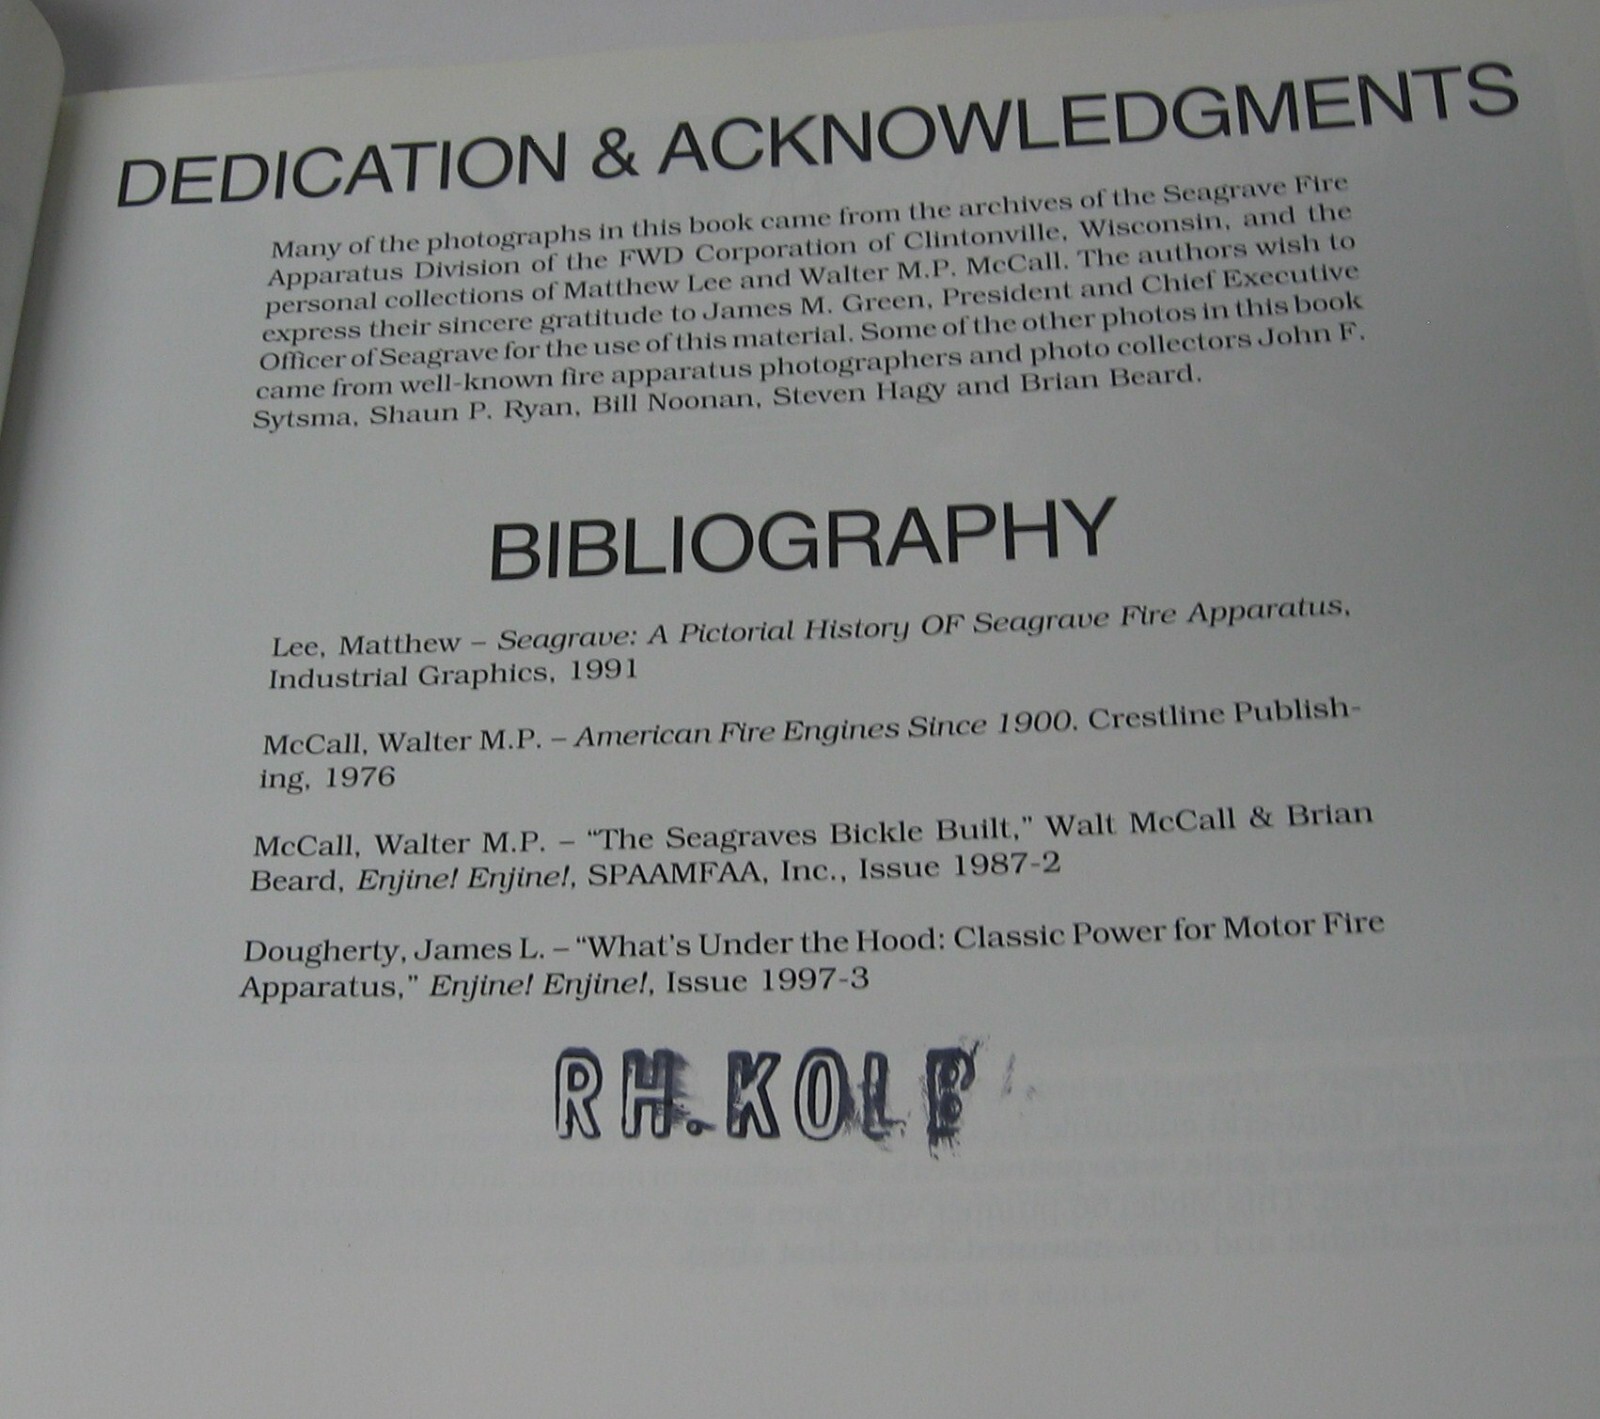 DEDICATION & ACKNOWLEDGMENTS
Many of the photographs in this book came from the archives of the Seagrave Fire
Apparatus Division of the FWD Corporation of Clintonville, Wisconsin, and the
personal collections of Matthew Lee and Walter M.P. McCall. The authors wish to
express their sincere gratitude to James M. Green, President and Chief Executive
Officer of Seagrave for the use of this material. Some of the other photos in this book
came from well-known fire apparatus photographers and photo collectors John F.
Sytsma, Shaun P. Ryan, Bill Noonan, Steven Hagy and Brian Beard.
BIBLIOGRAPHY
Lee, Matthew – Seagrave: A Pictorial History OF Seagrave Fire Apparatus,
Industrial Graphics, 1991
McCall, Walter M.P. – American Fire Engines Since 1900. Crestline Publish-
ing, 1976
McCall, Walter M.P. – “The Seagraves Bickle Built,” Walt McCall & Brian
Beard, Enjine! Enjine!, SPAAMFAA, Inc., Issue 1987-2
Dougherty, James L. – “What’s Under the Hood: Classic Power for Motor Fire
Apparatus,” Enjine! Enjine!, Issue 1997-3
RH.